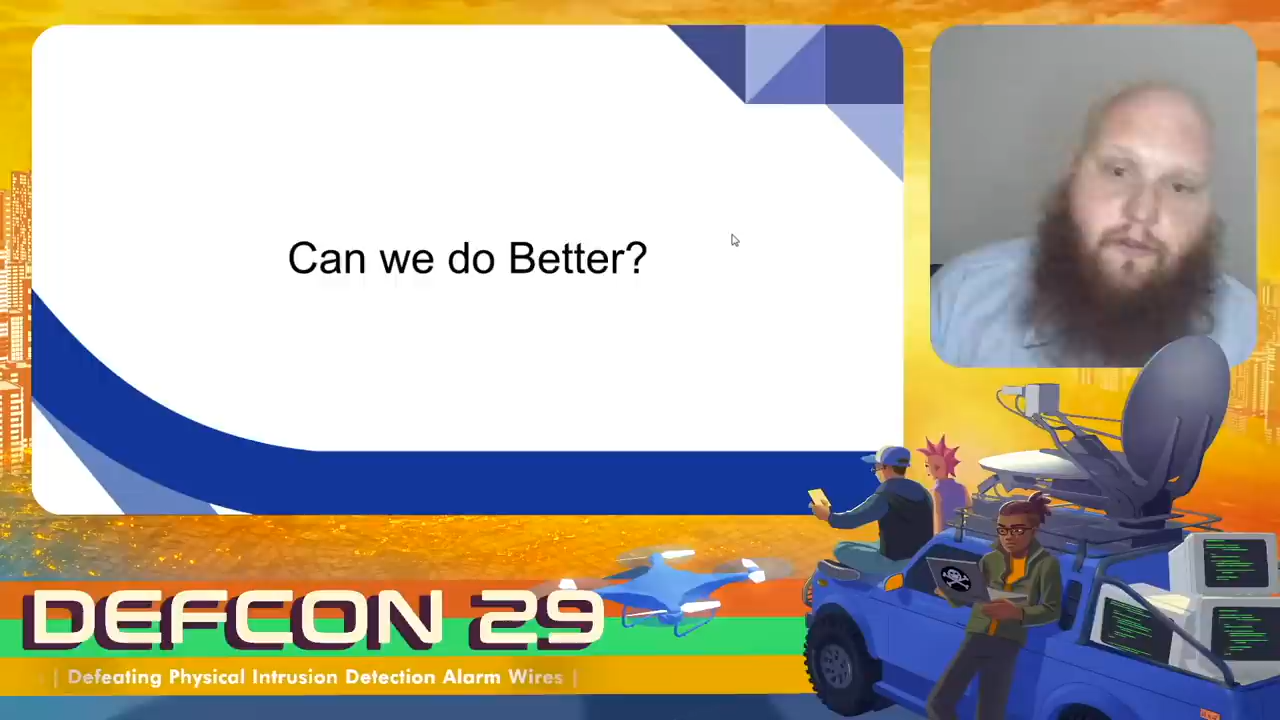 Can we do Better?
DEFCON 29
| Defeating Physical Intrusion Detection Alarm Wires |